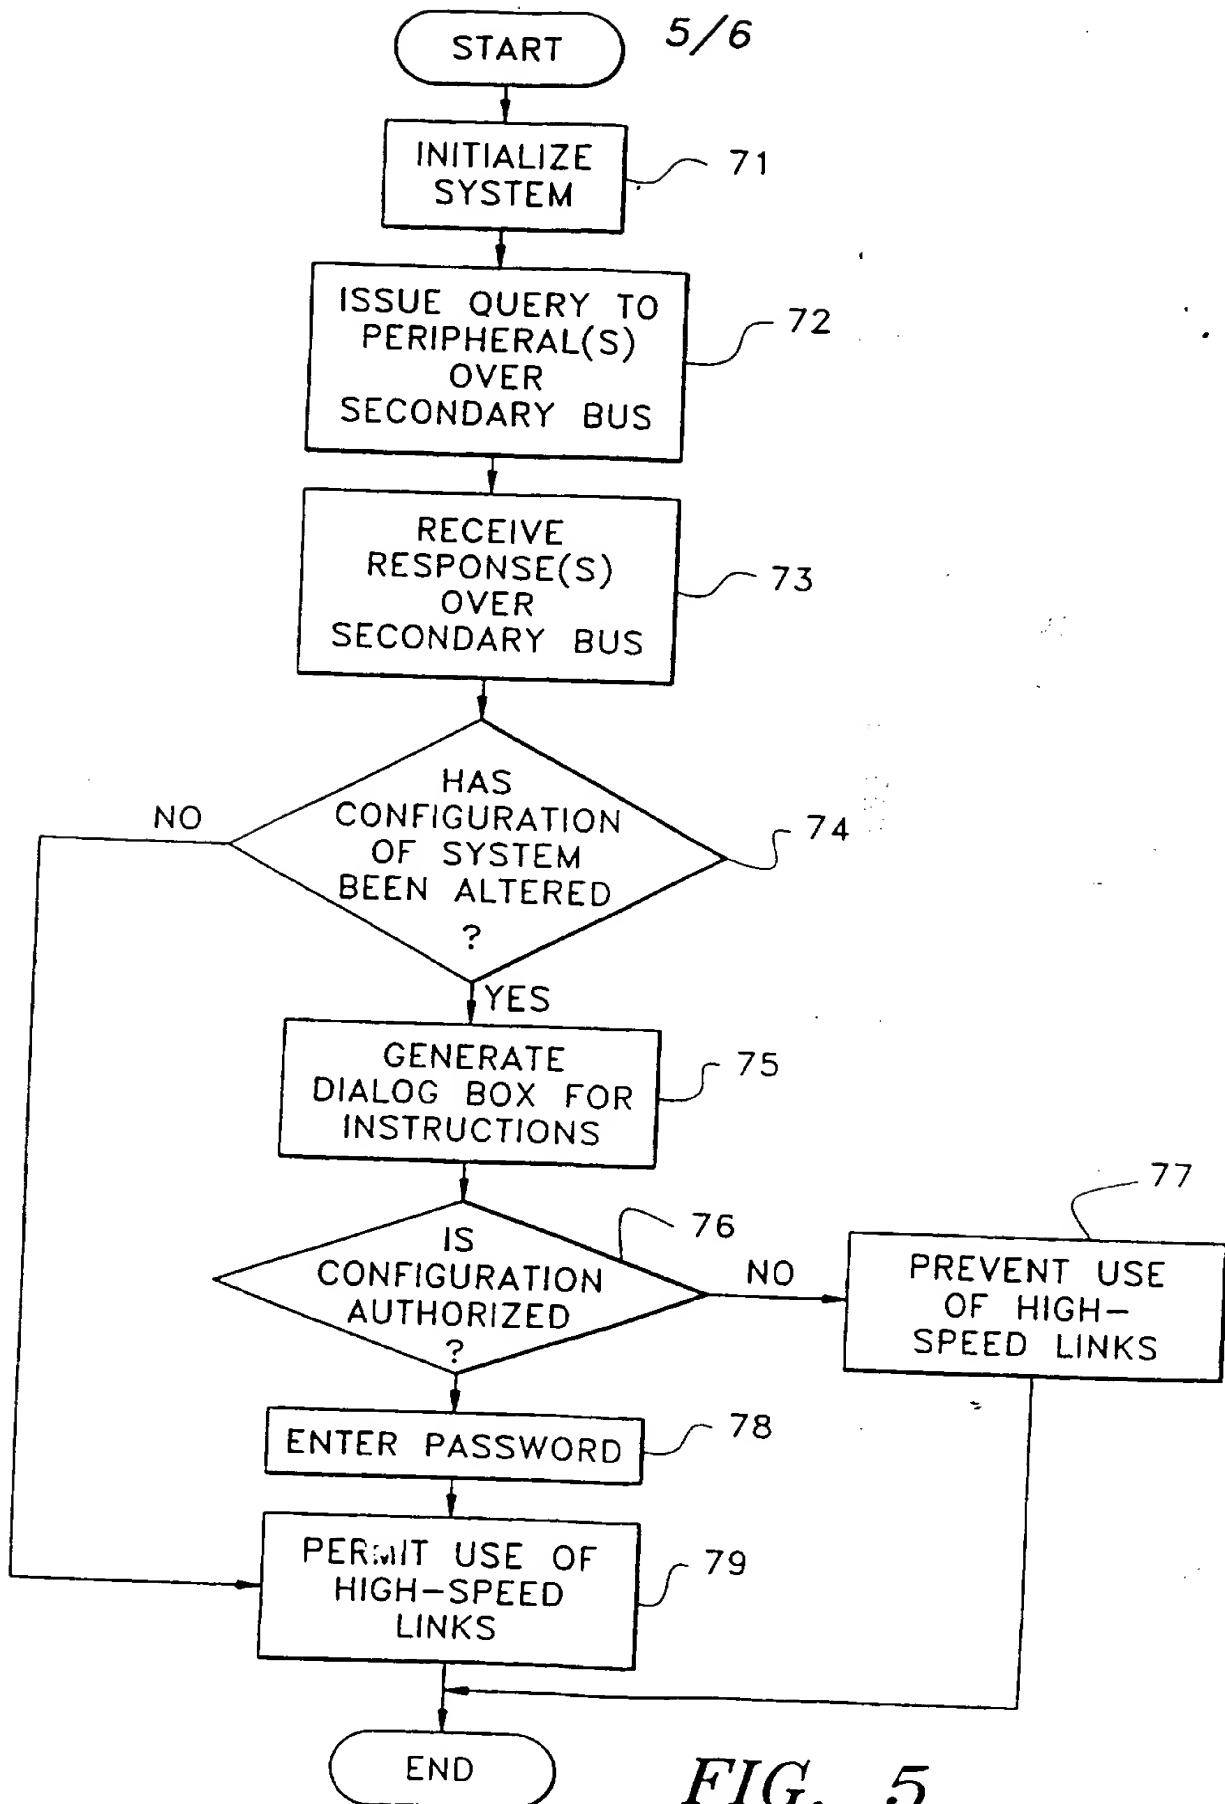 START
5/6
INITIALIZE
SYSTEM
71
ISSUE QUERY TO
PERIPHERAL(S)
OVER
SECONDARY BUS
72
RECEIVE
RESPONSE(S)
OVER
SECONDARY BUS
73
HAS
CONFIGURATION
OF SYSTEM
BEEN ALTERED
?
74
NO
YES
GENERATE
DIALOG BOX FOR
INSTRUCTIONS
75
IS
CONFIGURATION
AUTHORIZED
?
76
NO
PREVENT USE
OF HIGH-
SPEED LINKS
77
ENTER PASSWORD
78
PERMIT USE OF
HIGH-SPEED
LINKS
79
END
FIG. 5